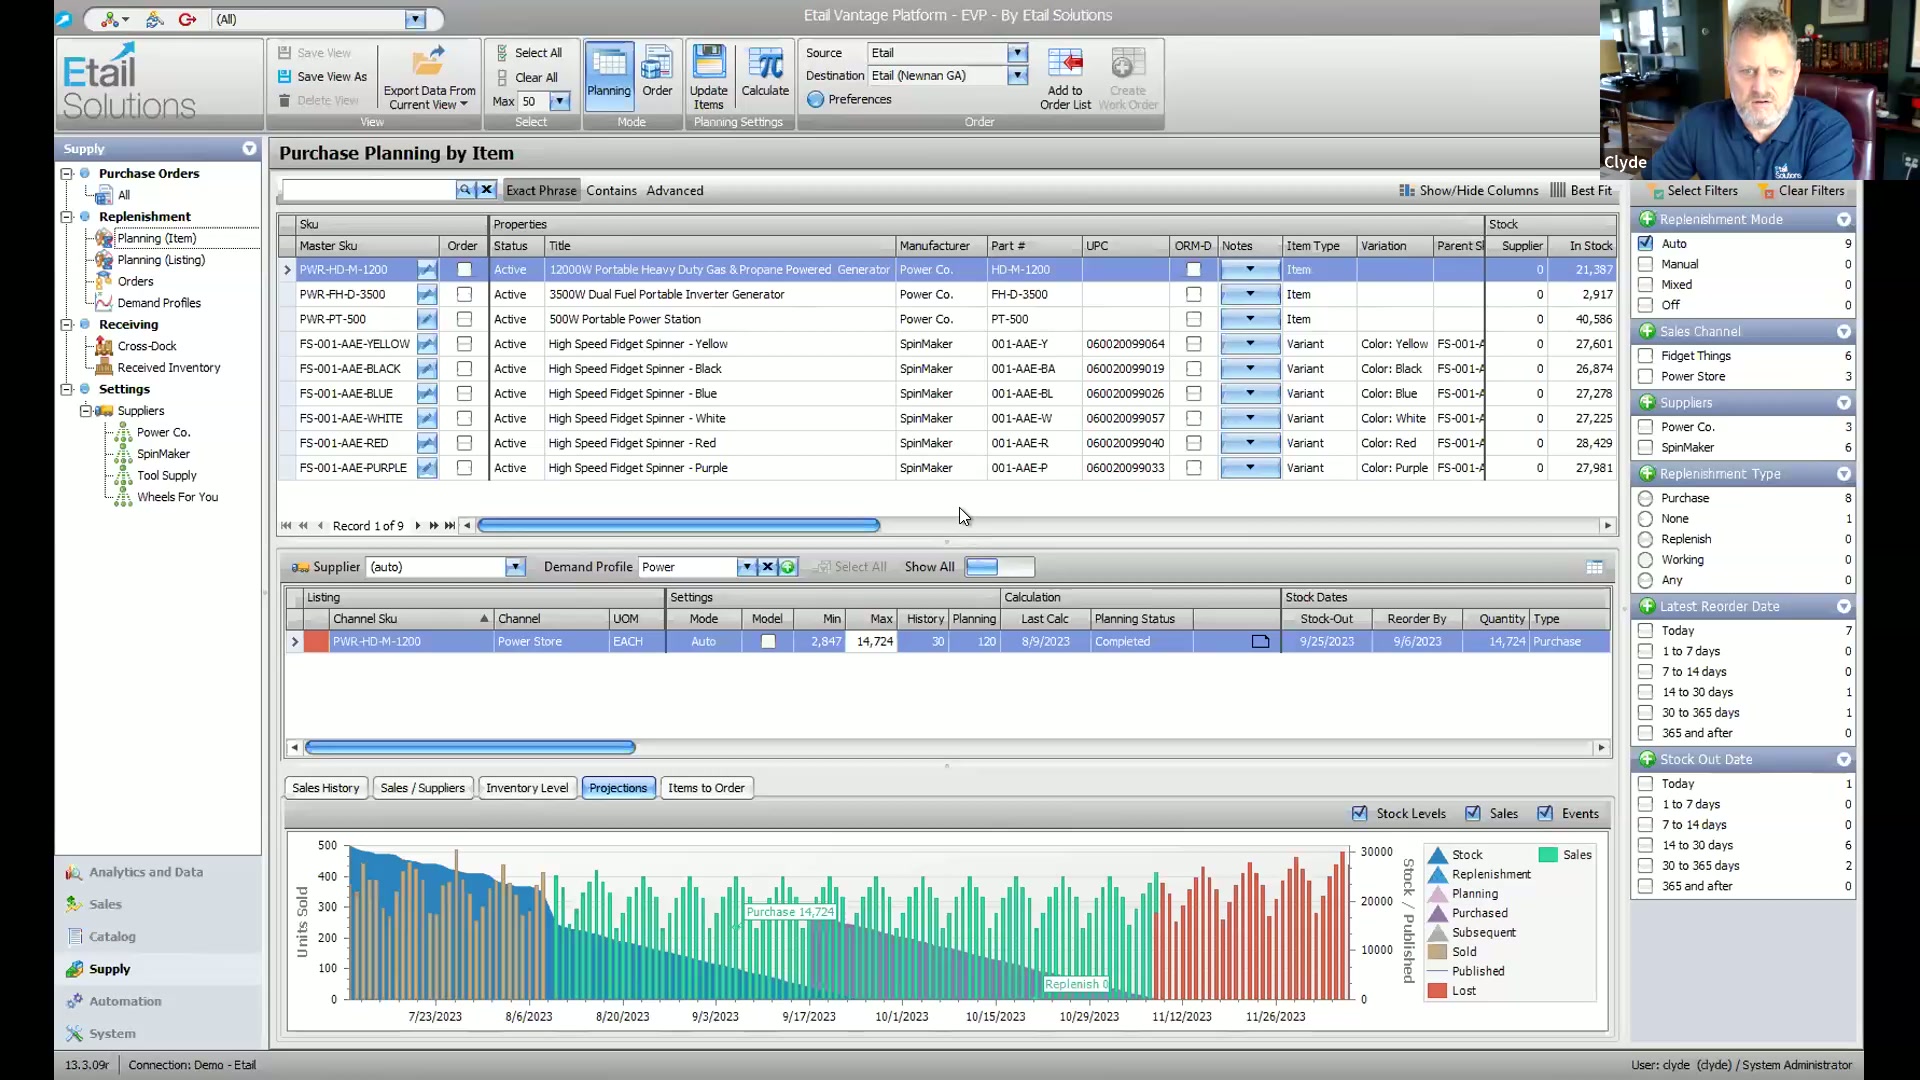 (All)
Etail Vantage Platform - EVP - By Etail Solutions
Etail
Solutions
Save View
Save View As
Delete View
Export Data From
Current View
View
Select All
Clear All
Max 50
Select
Planning
Order
Mode
Update
Items
Calculate
Planning Settings
Source Etail
Destination Etail (Newnan GA)
Preferences
Add to
Order List
Create
Work Order
Order
Clyde
Supply
Purchase Orders
All
Replenishment
Planning (Item)
Planning (Listing)
Orders
Demand Profiles
Receiving
Cross-Dock
Received Inventory
Settings
Suppliers
Power Co.
SpinMaker
Tool Supply
Wheels For You
Analytics and Data
Sales
Catalog
Supply
Automation
System
Purchase Planning by Item
Exact Phrase Contains Advanced Show/Hide Columns Best Fit
Sku Properties Stock
Master Sku Order Status Title Manufacturer Part # UPC ORM-D Notes Item Type Variation Parent S Supplier In Stock
PWR-HD-M-1200 Active 12000W Portable Heavy Duty Gas & Propane Powered Generator Power Co. HD-M-1200 Item 0 21,387
PWR-FH-D-3500 Active 3500W Dual Fuel Portable Inverter Generator Power Co. FH-D-3500 Item 0 2,917
PWR-PT-500 Active 500W Portable Power Station Power Co. PT-500 Item 0 40,586
FS-001-AAE-YELLOW Active High Speed Fidget Spinner - Yellow SpinMaker 001-AAE-Y 060020099064 Variant Color: Yellow FS-001-A 0 27,601
FS-001-AAE-BLACK Active High Speed Fidget Spinner - Black SpinMaker 001-AAE-BA 060020099019 Variant Color: Black FS-001-A 0 26,874
FS-001-AAE-BLUE Active High Speed Fidget Spinner - Blue SpinMaker 001-AAE-BL 060020099026 Variant Color: Blue FS-001-A 0 27,278
FS-001-AAE-WHITE Active High Speed Fidget Spinner - White SpinMaker 001-AAE-W 060020099057 Variant Color: White FS-001-A 0 27,225
FS-001-AAE-RED Active High Speed Fidget Spinner - Red SpinMaker 001-AAE-R 060020099040 Variant Color: Red FS-001-A 0 28,429
FS-001-AAE-PURPLE Active High Speed Fidget Spinner - Purple SpinMaker 001-AAE-P 060020099033 Variant Color: Purple FS-001-A 0 27,981
Record 1 of 9
Supplier (auto) Demand Profile Power Select All Show All
Listing Settings Calculation Stock Dates
Channel Sku Channel UOM Mode Model Min Max History Planning Last Calc Planning Status Stock-Out Reorder By Quantity Type
PWR-HD-M-1200 Power Store EACH Auto 2,847 14,724 30 120 8/9/2023 Completed 9/25/2023 9/6/2023 14,724 Purchase
Sales History Sales / Suppliers Inventory Level Projections Items to Order
Stock Levels Sales Events
Units Sold
500
400
300
200
100
0
Purchase 14,724
Replenish 0
30000
20000
10000
0
Stock / Published
7/23/2023 8/6/2023 8/20/2023 9/3/2023 9/17/2023 10/1/2023 10/15/2023 10/29/2023 11/12/2023 11/26/2023
Stock Sales
Replenishment
Planning
Purchased
Subsequent
Sold
Published
Lost
Select Filters Clear Filters
Replenishment Mode
Auto 9
Manual 0
Mixed 0
Off 0
Sales Channel
Fidget Things 6
Power Store 3
Suppliers
Power Co. 3
SpinMaker 6
Replenishment Type
Purchase 8
None 1
Replenish 0
Working 0
Any 0
Latest Reorder Date
Today 7
1 to 7 days 0
7 to 14 days 0
14 to 30 days 1
30 to 365 days 1
365 and after 0
Stock Out Date
Today 1
1 to 7 days 0
7 to 14 days 0
14 to 30 days 6
30 to 365 days 2
365 and after 0
13.3.09r Connection: Demo - Etail
User: clyde (clyde) / System Administrator